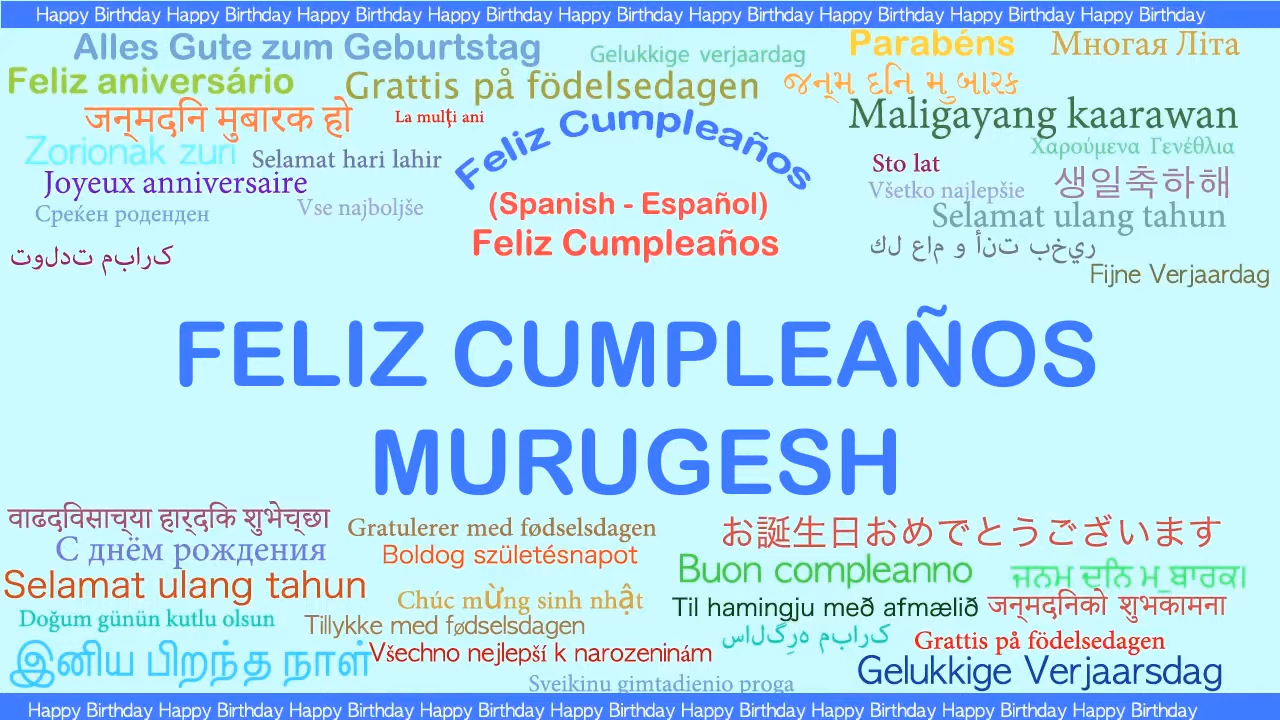 Happy Birthday Happy Birthday Happy Birthday Happy Birthday Happy Birthday Happy Birthday Happy Birthday Happy Birthday Happy Birthday
Alles Gute zum Geburtstag
Gelukkige verjaardag
Parabéns
Многая Літа
Feliz aniversário
Grattis på födelsedagen
જન્મ દિન મુબારક
जन्मदिन मुबारक हो
La mulţi ani
Feliz Cumpleaños
Maligayang kaarawan
Zorionak zuri
Selamat hari lahir
Χαρούμενα Γενέθλια
Sto lat
Joyeux anniversaire
생일축하해
Všetko najlepšie
(Spanish - Español)
Среќен роденден
Vse najboljše
Selamat ulang tahun
Feliz Cumpleaños
كل عام و أنت بخير
تولدت مبارک
Fijne Verjaardag
FELIZ CUMPLEAÑOS
MURUGESH
वाढदिवसाच्या हार्दिक शुभेच्छा
Gratulerer med fødselsdagen
お誕生日おめでとうございます
С днём рождения
Boldog születésnapot
Buon compleanno
ਜਨਮ ਦਿਨ ਮੁਬਾਰਕ।
Selamat ulang tahun
Chúc mừng sinh nhật
Til hamingju með afmælið
जन्मदिनको शुभकामना
Doğum günün kutlu olsun
Tillykke med fødselsdagen
سالگرہ مبارک
Grattis på födelsedagen
இனிய பிறந்த நாள்
Všechno nejlepší k narozeninám
Gelukkige Verjaarsdag
Sveikinu gimtadienio proga
Happy Birthday Happy Birthday Happy Birthday Happy Birthday Happy Birthday Happy Birthday Happy Birthday Happy Birthday Happy Birthday